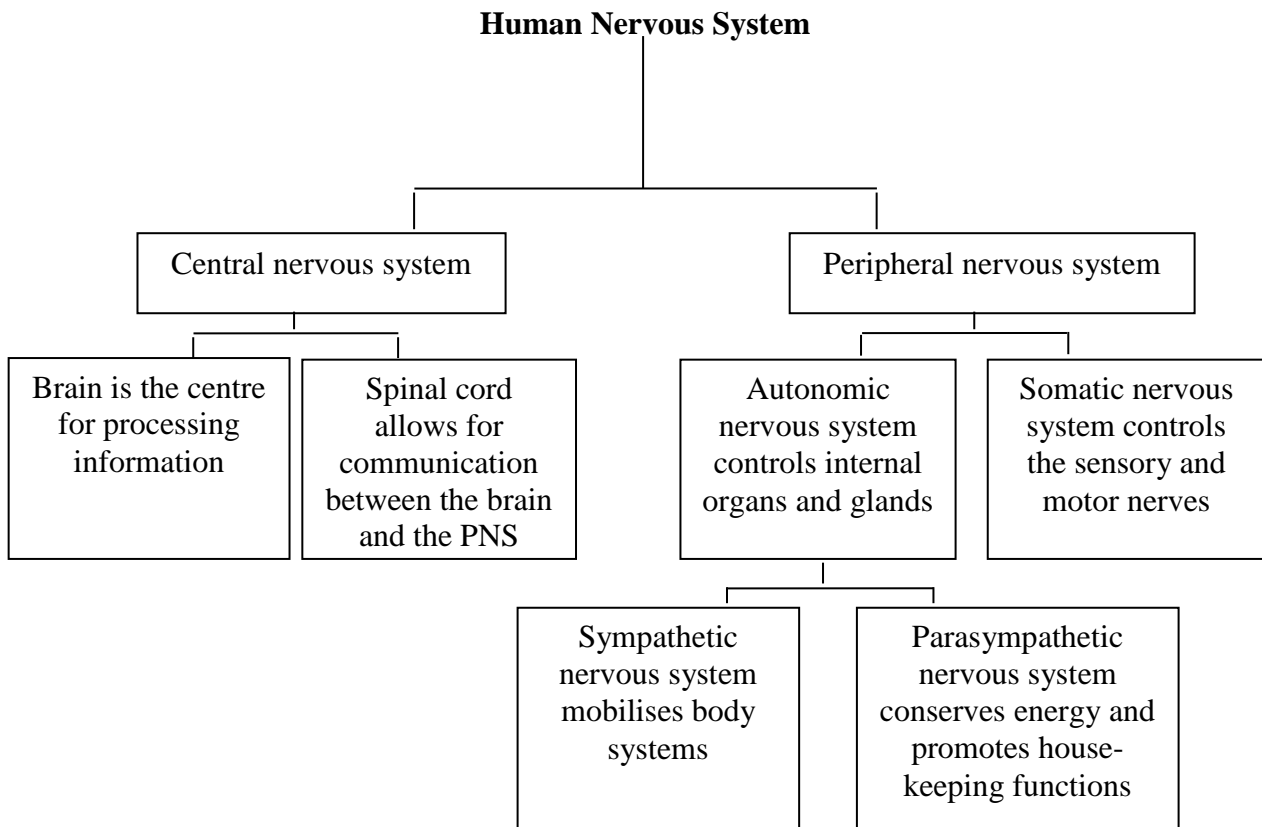 Human Nervous System
Central nervous system
Peripheral nervous system
Brain is the centre
for processing
information
Spinal cord
allows for
communication
between the brain
and the PNS
Autonomic
nervous system
controls internal
organs and glands
Somatic nervous
system controls
the sensory and
motor nerves
Sympathetic
nervous system
mobilises body
systems
Parasympathetic
nervous system
conserves energy and
promotes house-
keeping functions